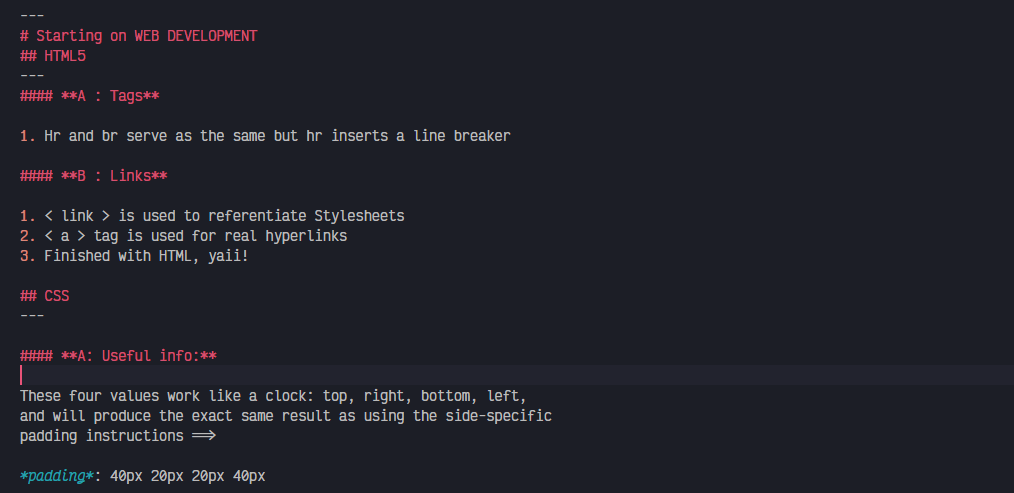 ---
# Starting on WEB DEVELOPMENT
## HTML5
---
#### **A : Tags**
1. Hr and br serve as the same but hr inserts a line breaker
#### **B : Links**
1. < link > is used to referentiate Stylesheets
2. < a > tag is used for real hyperlinks
3. Finished with HTML, yaii!
## CSS
---
#### **A: Useful info:**
These four values work like a clock: top, right, bottom, left,
and will produce the exact same result as using the side-specific
padding instructions ==>
*padding*: 40px 20px 20px 40px